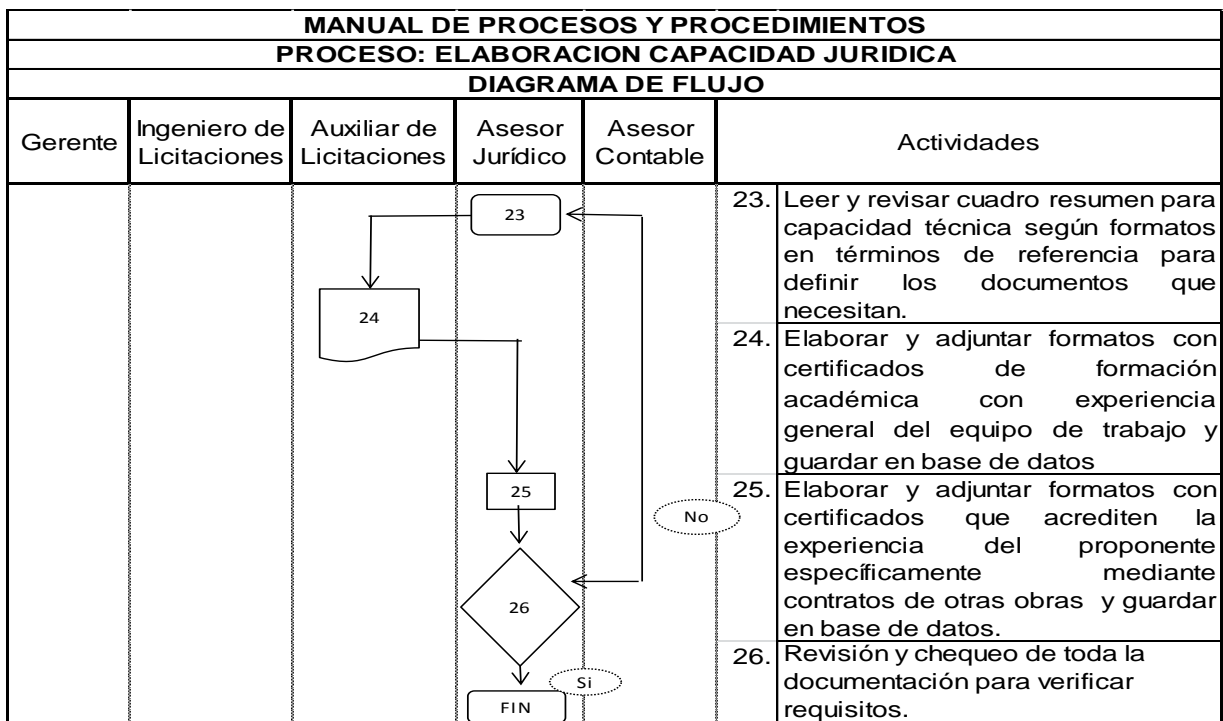 MANUAL DE PROCESOS Y PROCEDIMIENTOS
PROCESO: ELABORACION CAPACIDAD JURIDICA
DIAGRAMA DE FLUJO
Gerente
Ingeniero de
Licitaciones
Auxiliar de
Licitaciones
Asesor
Jurídico
Asesor
Contable
Actividades
23
24
25
No
26
Si
FIN
23. Leer y revisar cuadro resumen para
capacidad técnica según formatos
en términos de referencia para
definir los documentos que
necesitan.
24. Elaborar y adjuntar formatos con
certificados de formación
académica con experiencia
general del equipo de trabajo y
guardar en base de datos
25. Elaborar y adjuntar formatos con
certificados que acrediten la
experiencia del proponente
específicamente mediante
contratos de otras obras y guardar
en base de datos.
26. Revisión y chequeo de toda la
documentación para verificar
requisitos.